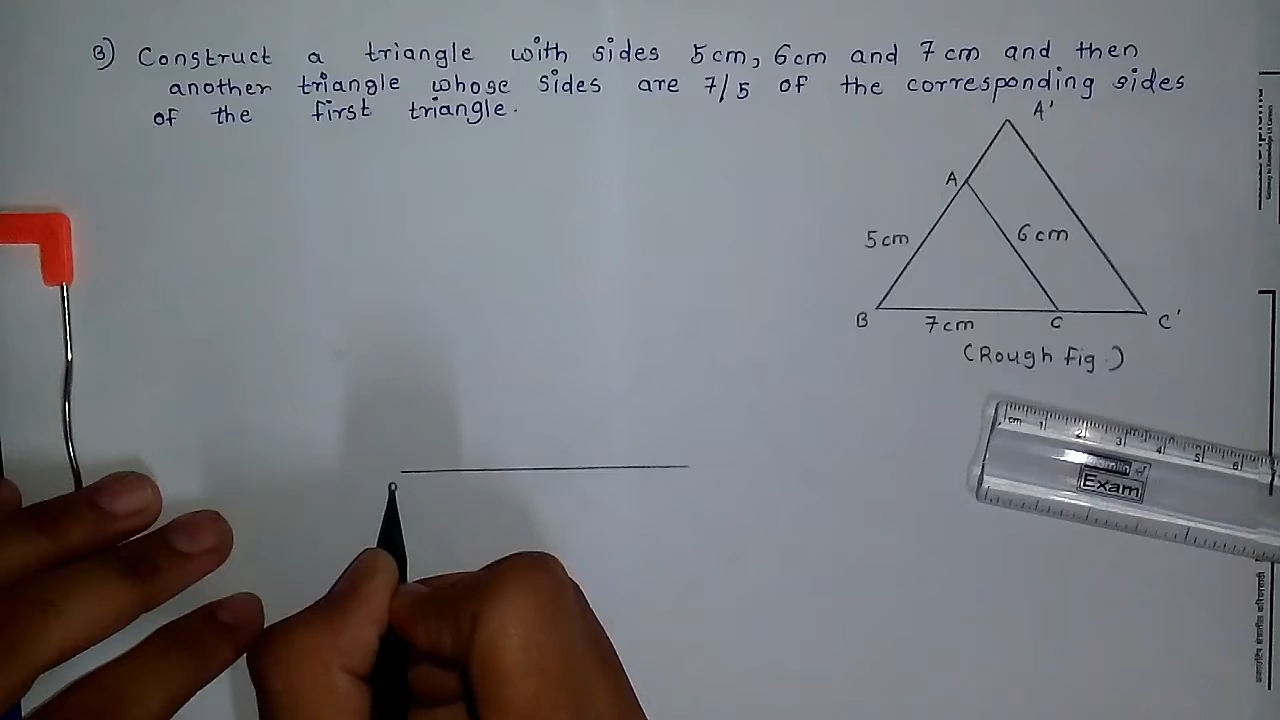 3) Construct a triangle with sides 5cm, 6cm and 7cm and then
another triangle whose sides are 7/5 of the corresponding sides
of the first triangle.
A'
A
5cm
6cm
B
7cm
C
C'
(Rough fig.)
cm 1 2 3 4 5 6
Exam